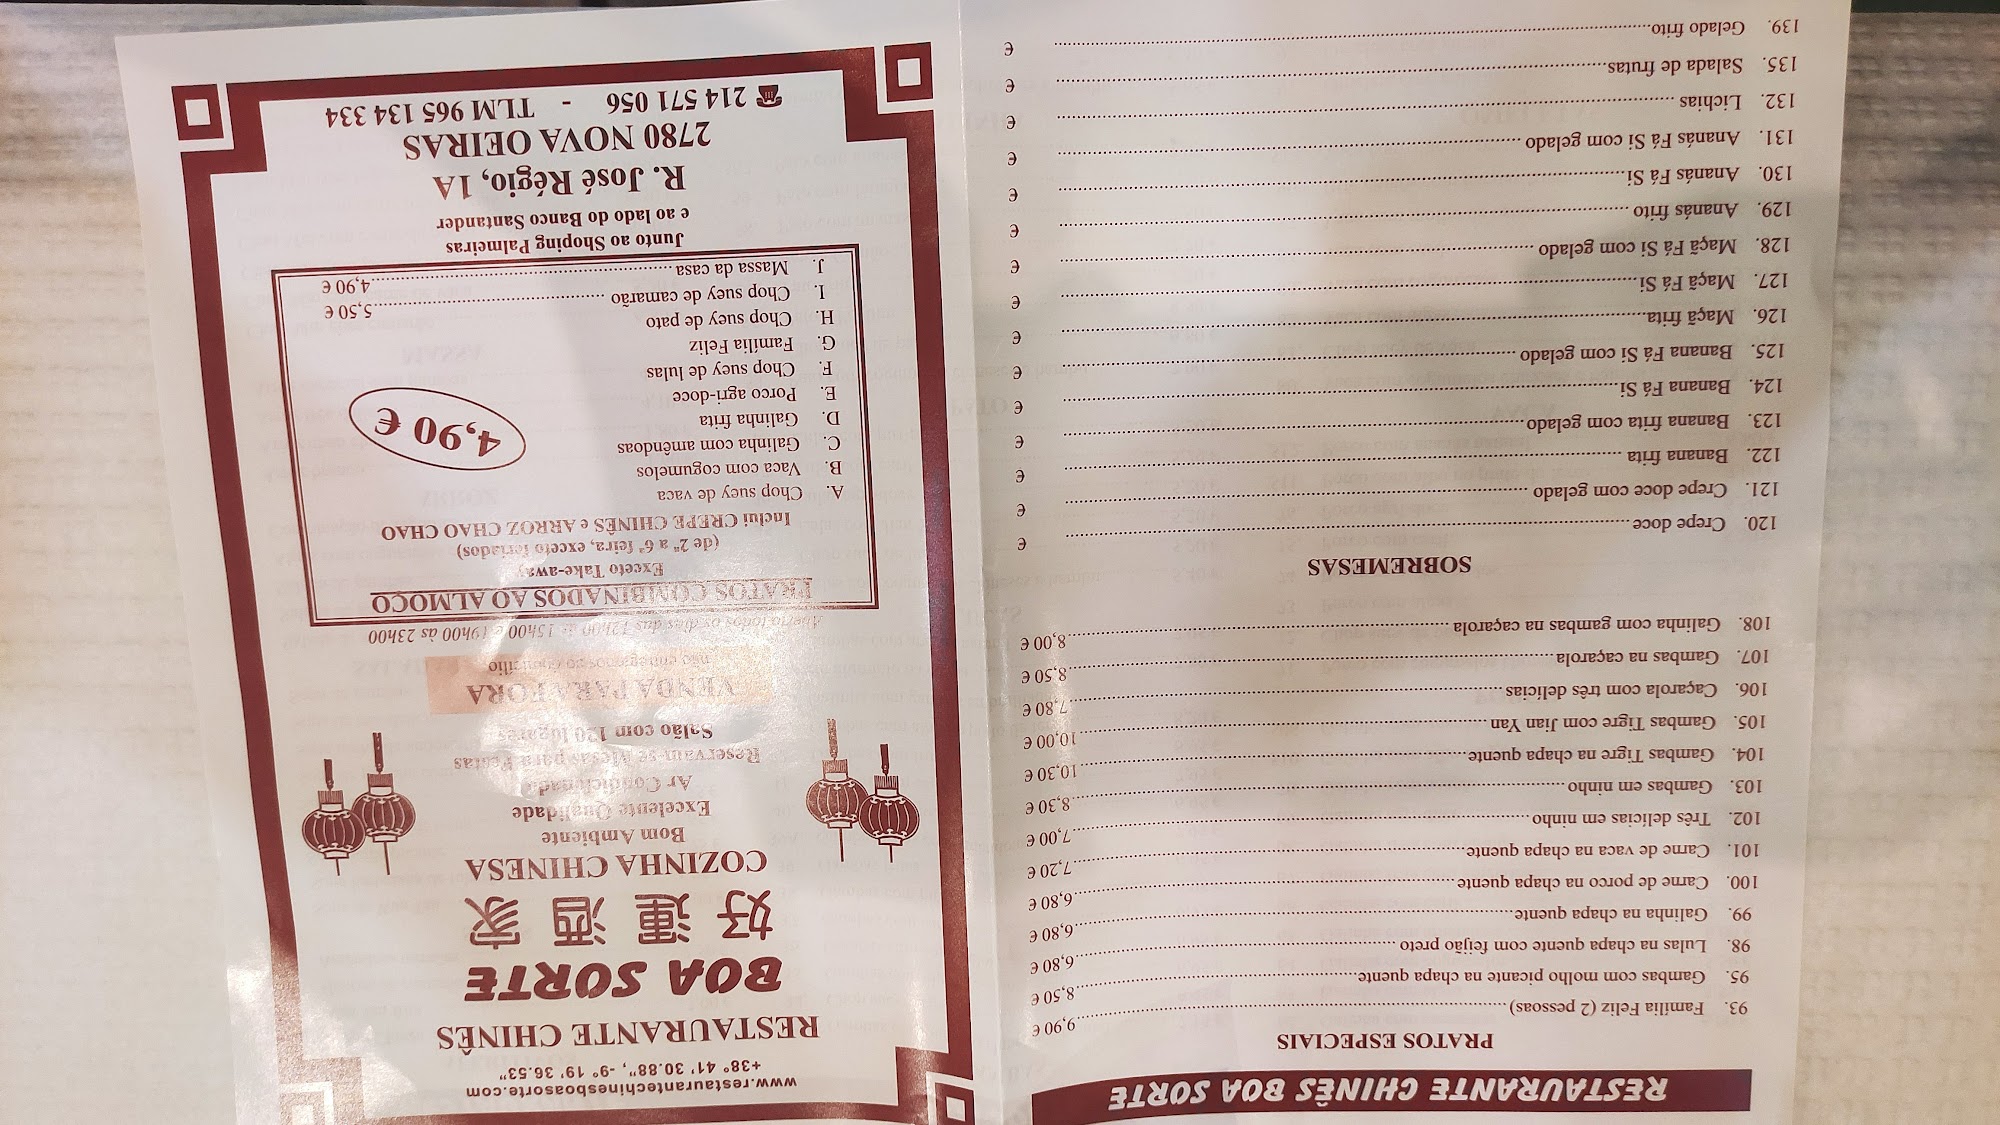 RESTAURANTE CHINÊS BOA SORTE
PRATOS ESPECIAIS
93. Família Feliz (2 pessoas) 9,90 €
95. Gambas com molho picante na chapa quente 8,50 €
98. Lulas na chapa quente com feijão preto 6,80 €
99. Galinha na chapa quente 6,80 €
100. Carne de porco na chapa quente 6,80 €
101. Carne de vaca na chapa quente 7,20 €
102. Três delícias em ninho 7,00 €
103. Gambas em ninho 8,30 €
104. Gambas Tigre na chapa quente 10,30 €
105. Gambas Tigre com Jian Yan 10,00 €
106. Caçarola com três delícias 7,80 €
107. Gambas na caçarola 8,50 €
108. Galinha com gambas na caçarola 8,00 €
SOBREMESAS
120. Crepe doce €
121. Crepe doce com gelado €
122. Banana frita €
123. Banana frita com gelado €
124. Banana Fá Si €
125. Banana Fá Si com gelado €
126. Maçã frita €
127. Maçã Fá Si €
128. Maçã Fá Si com gelado €
129. Ananás frito €
130. Ananás Fá Si €
131. Ananás Fá Si com gelado €
132. Lichias €
135. Salada de frutas €
139. Gelado frito €
www.restaurantechinesboasorte.com
+38° 41' 30.88", -9° 19' 36.53"
RESTAURANTE CHINÊS
BOA SORTE
好運酒家
COZINHA CHINESA
Bom Ambiente
Excelente Qualidade
Ar Condicionado
Reservam-se Mesas para Festas
Salão com 120 lugares
VENDA PARA FORA
não entregamos ao domicílio
Aberto todos os dias das 12h00 às 15h00 e 19h00 às 23h00
PRATOS COMBINADOS AO ALMOÇO
Exceto Take-away
(de 2ª a 6ª feira, exceto feriados)
Inclui CREPE CHINÊS e ARROZ CHAO CHAO
A. Chop suey de vaca
B. Vaca com cogumelos
C. Galinha com amêndoas
D. Galinha frita
E. Porco agri-doce
F. Chop suey de lulas
G. Família Feliz
H. Chop suey de pato
4,90 €
I. Chop suey de camarão 5,50 €
J. Massa da casa 4,90 €
Junto ao Shoping Palmeiras
e ao lado do Banco Santander
R. José Régio, 1A
2780 NOVA OEIRAS
214 571 056 - TLM 965 134 334